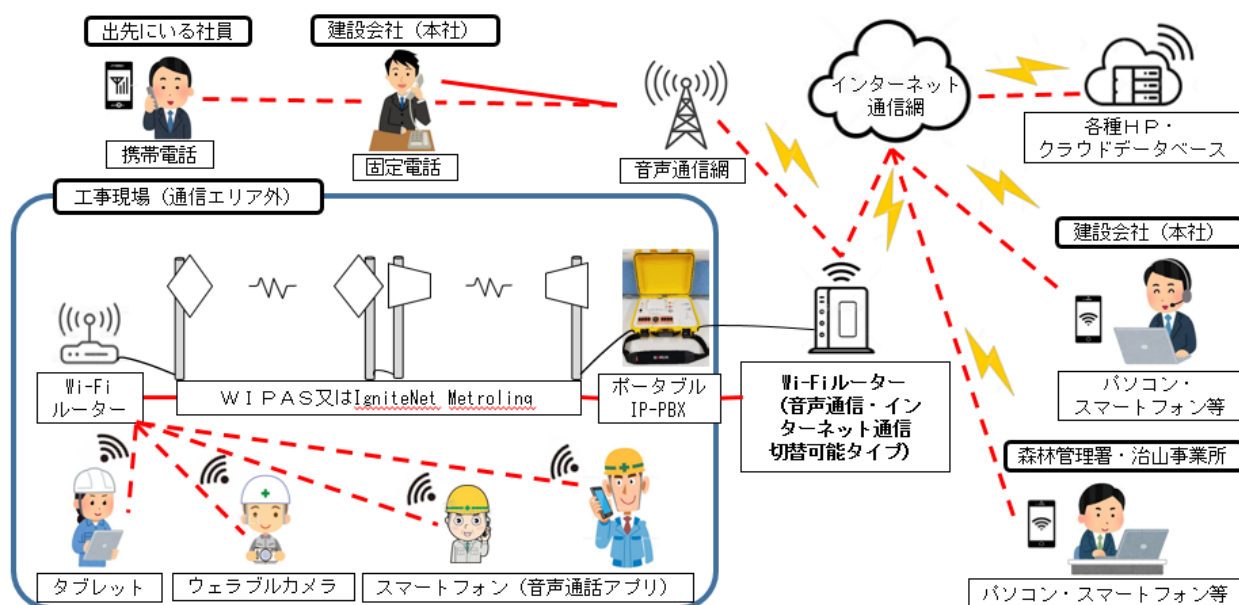 出先にいる社員
携帯電話
建設会社（本社）
固定電話
音声通信網
インターネット
通信網
各種ＨＰ・
クラウドデータベース
工事現場（通信エリア外）
Wi-Fi
ルーター
ＷＩＰＡＳ又はIgniteNet Metroling
ポータブル
IP-PBX
Wi-Fiルーター
（音声通信・イン
ターネット通信
切替可能タイプ）
建設会社（本社）
パソコン・
スマートフォン等
森林管理署・治山事業所
パソコン・スマートフォン等
タブレット
ウェラブルカメラ
スマートフォン（音声通話アプリ）